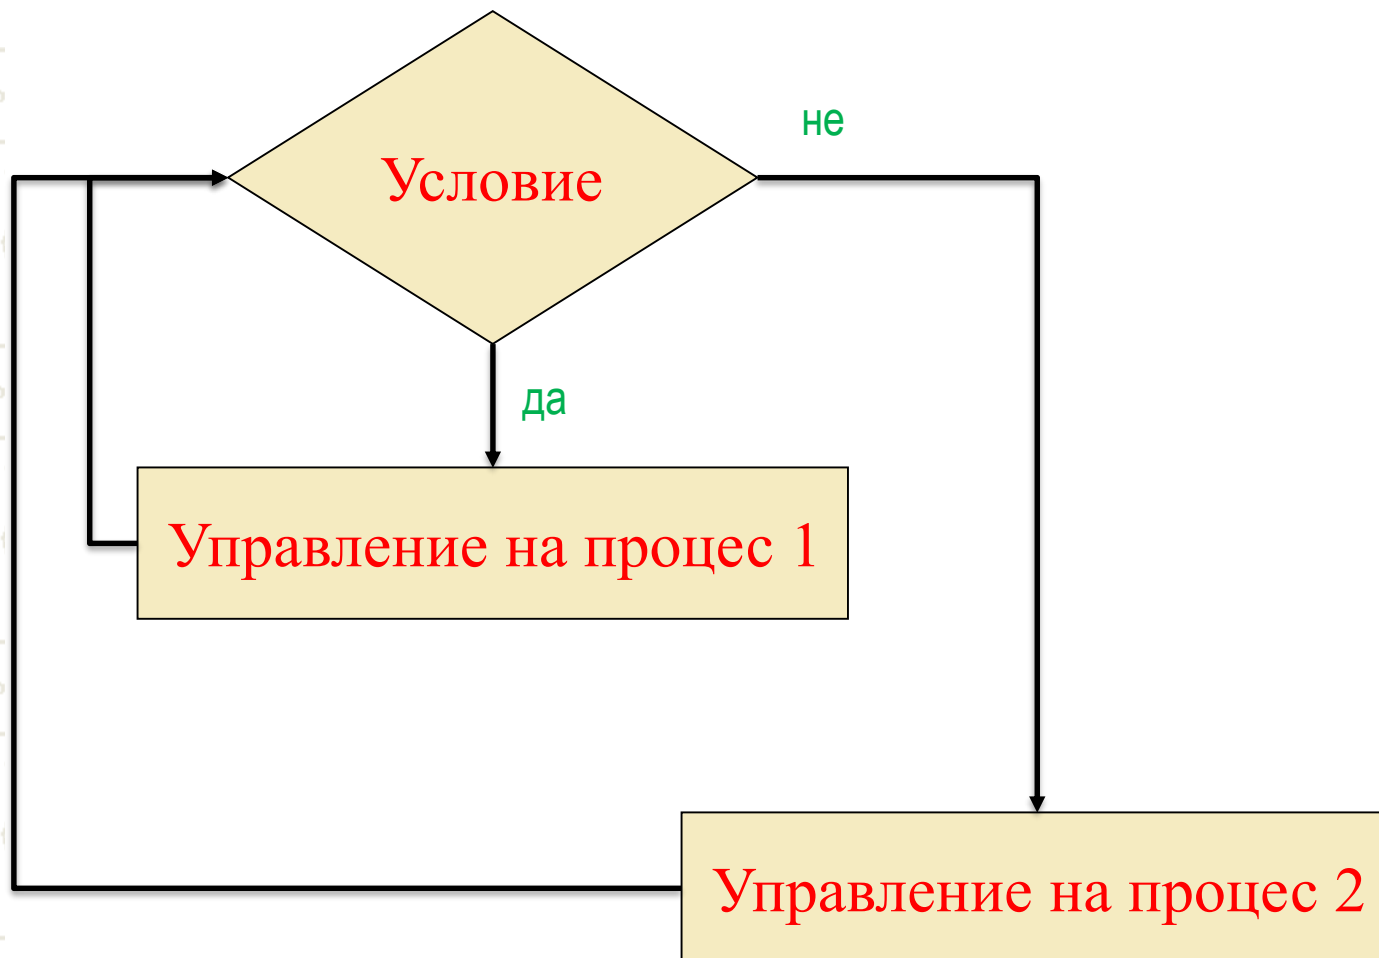 не
Условие
да
Управление на процес 1
Управление на процес 2